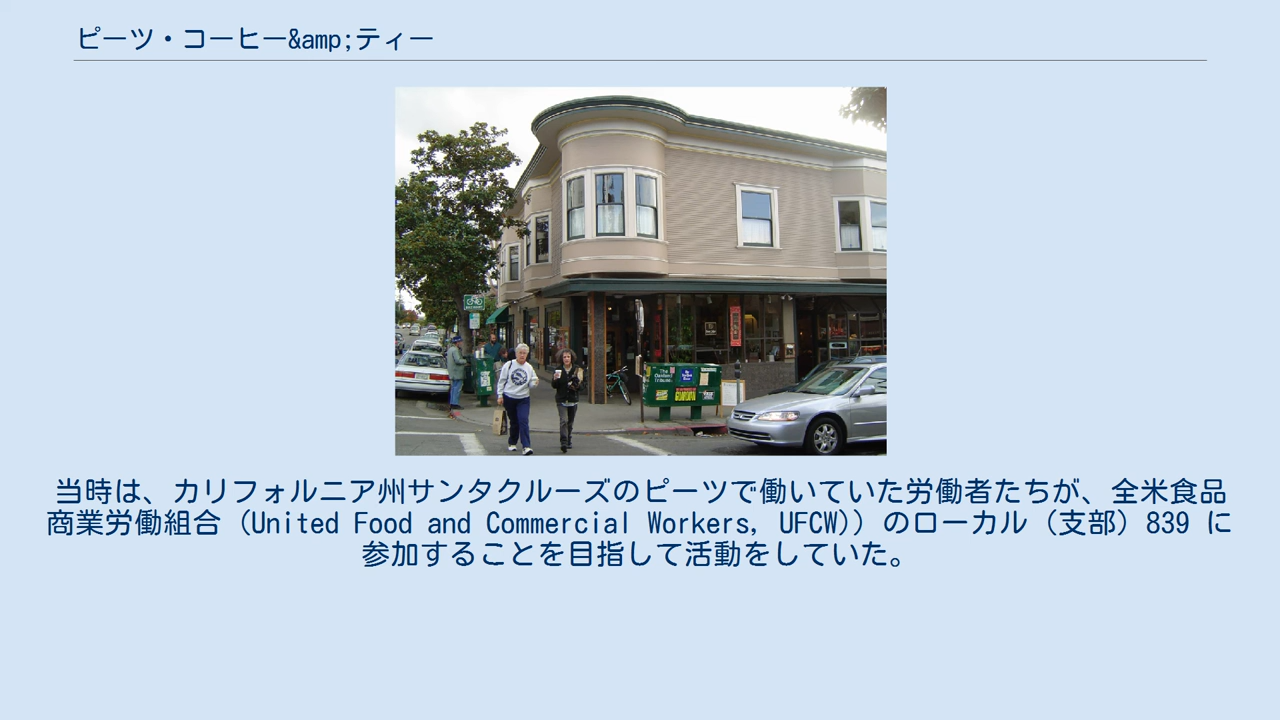 ピーツ・コーヒー&amp;ティー
The
Oakland
Tribune.
当時は、カリフォルニア州サンタクルーズのピーツで働いていた労働者たちが、全米食品
商業労働組合（United Food and Commercial Workers, UFCW)）のローカル（支部）839 に
参加することを目指して活動をしていた。